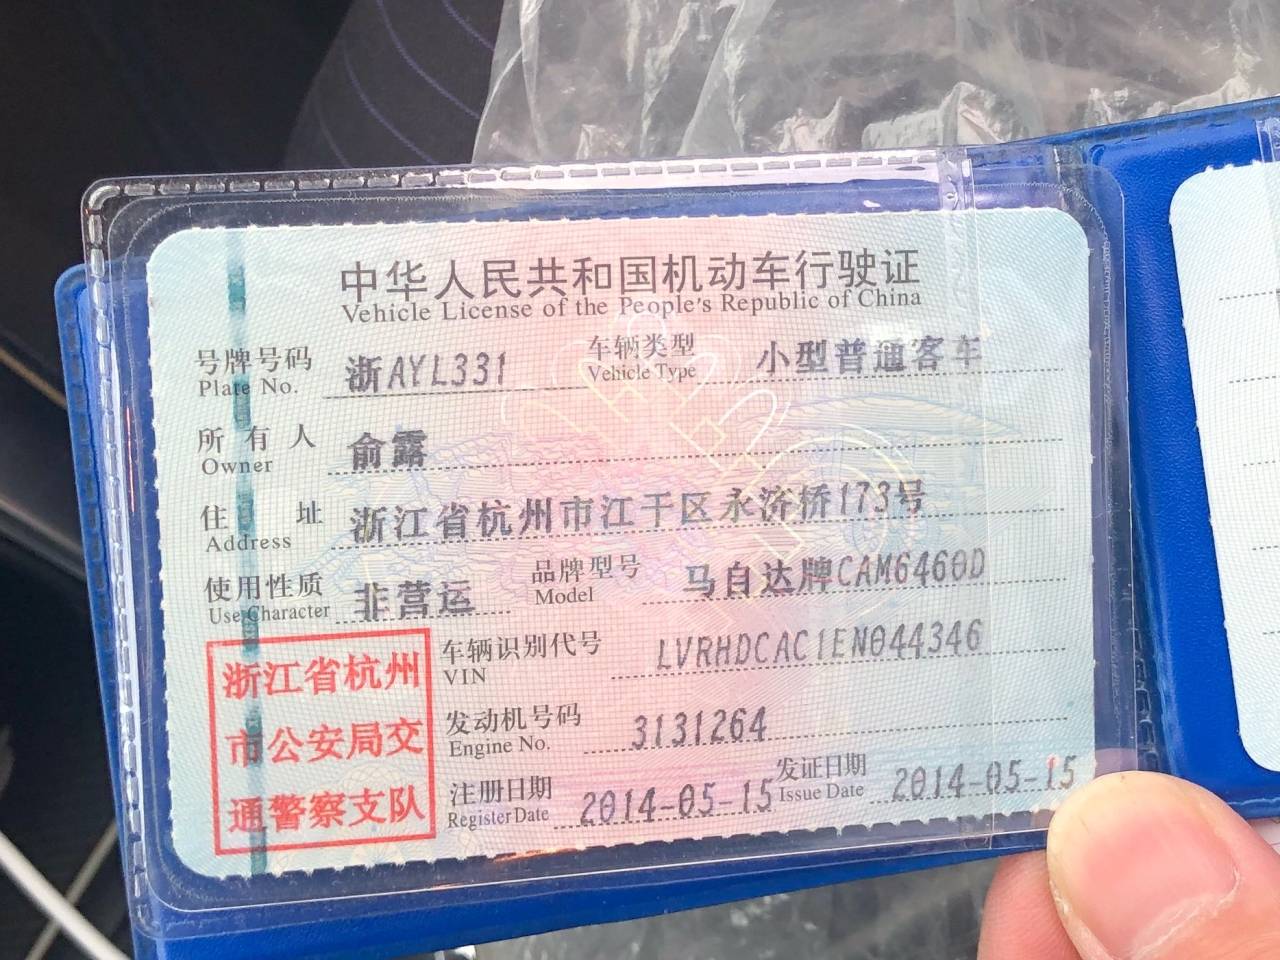 中华人民共和国机动车行驶证
Vehicle License of the People's Republic of China
号牌号码 浙AYL331 车辆类型 小型普通客车
Plate No. Vehicle Type
所有人 俞露
Owner
住址 浙江省杭州市江干区永济桥173号
Address
使用性质 非营运 品牌型号 马自达牌CAM6460D
Use Character Model
浙江省杭州
市公安局交
通警察支队
车辆识别代号 LVRHDCAC1EN044346
VIN
发动机号码 3131264
Engine No.
注册日期 2014-05-15 发证日期 2014-05-15
Register Date Issue Date